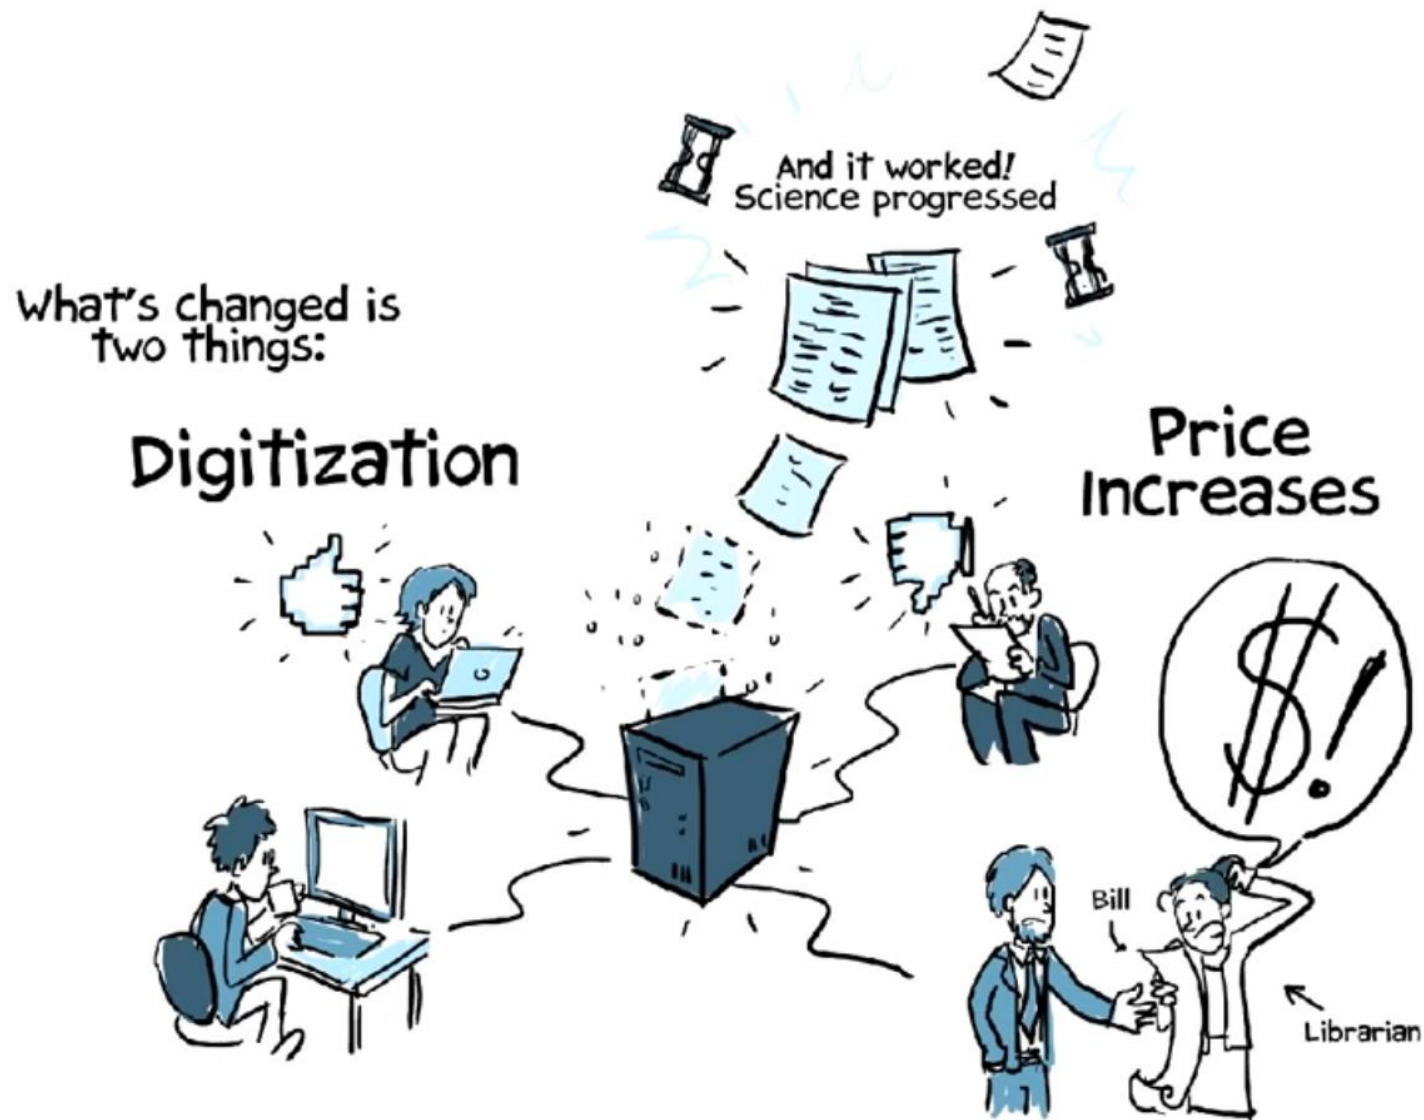 And it worked!
Science progressed
What's changed is
two things:
Digitization
Price
Increases
$!
Bill
Librarian